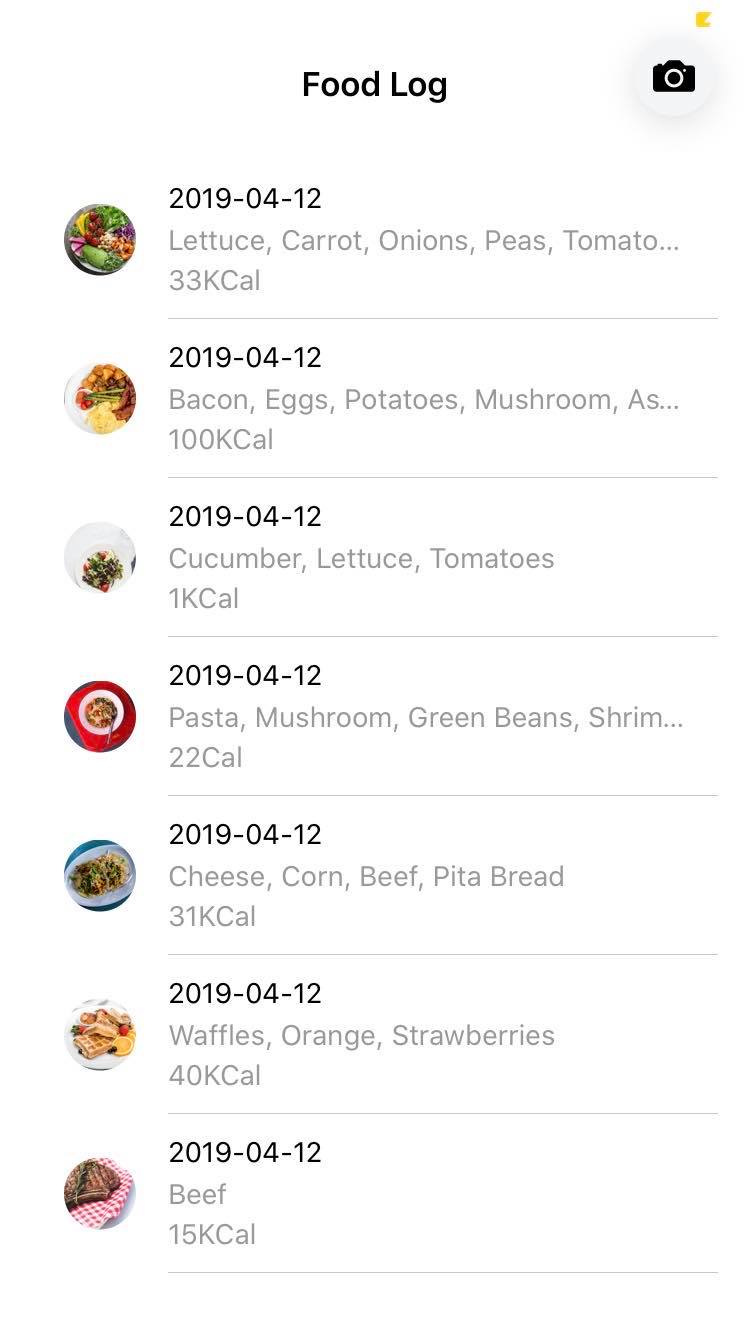 Food Log
2019-04-12
Lettuce, Carrot, Onions, Peas, Tomato...
33KCal
2019-04-12
Bacon, Eggs, Potatoes, Mushroom, As...
100KCal
2019-04-12
Cucumber, Lettuce, Tomatoes
1KCal
2019-04-12
Pasta, Mushroom, Green Beans, Shrim...
22Cal
2019-04-12
Cheese, Corn, Beef, Pita Bread
31KCal
2019-04-12
Waffles, Orange, Strawberries
40KCal
2019-04-12
Beef
15KCal